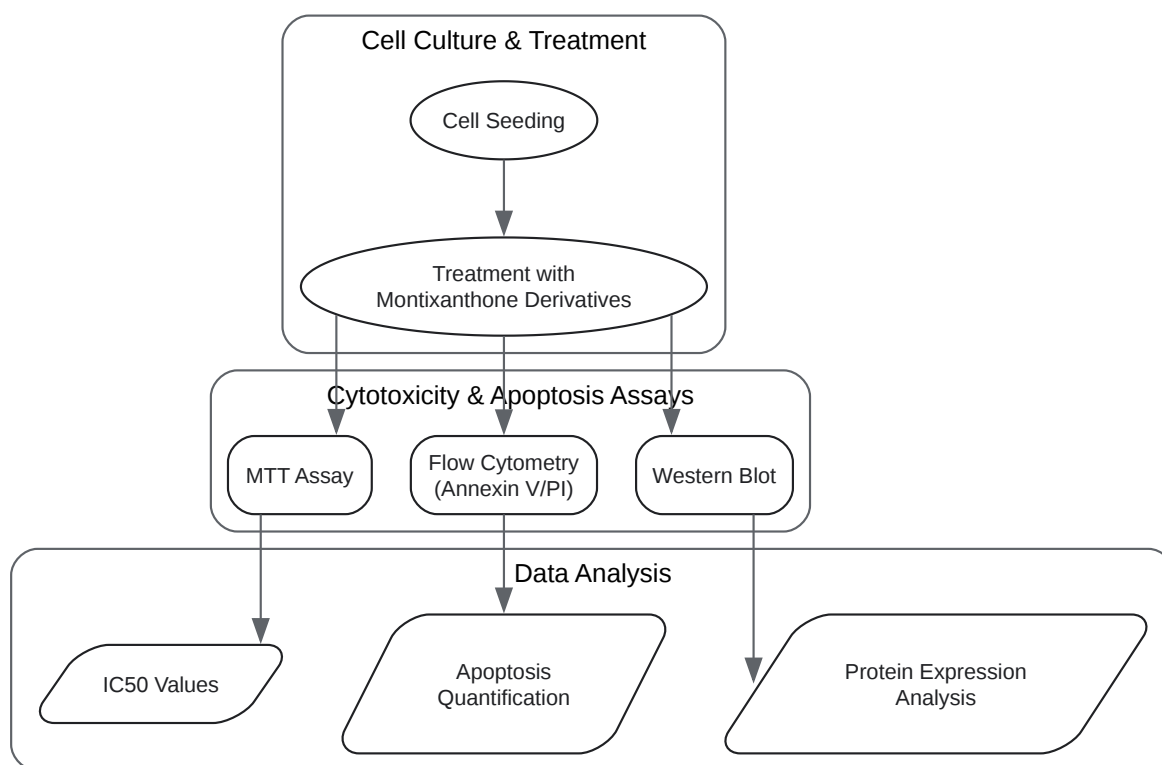 Cell Culture & Treatment
Cell Seeding
Treatment with
Montixanthone Derivatives
Cytotoxicity & Apoptosis Assays
MTT Assay
Flow Cytometry
(Annexin V/PI)
Western Blot
Data Analysis
IC50 Values
Apoptosis
Quantification
Protein Expression
Analysis